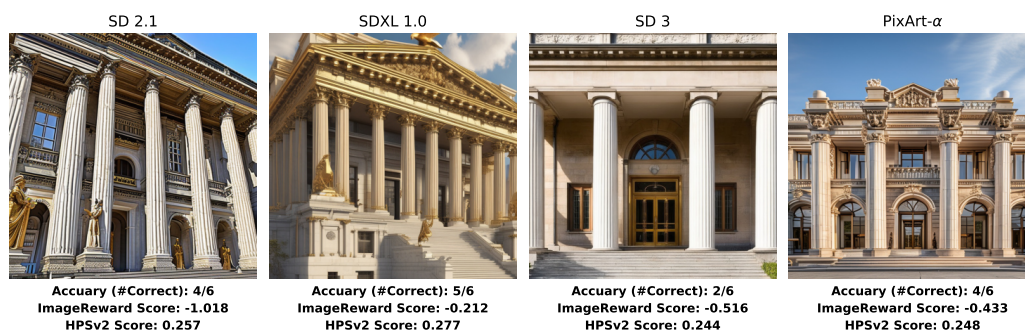 SD 2.1
SDXL 1.0
SD 3
PixArt-α
Accuary (#Correct): 4/6
ImageReward Score: -1.018
HPSv2 Score: 0.257
Accuary (#Correct): 5/6
ImageReward Score: -0.212
HPSv2 Score: 0.277
Accuary (#Correct): 2/6
ImageReward Score: -0.516
HPSv2 Score: 0.244
Accuary (#Correct): 4/6
ImageReward Score: -0.433
HPSv2 Score: 0.248